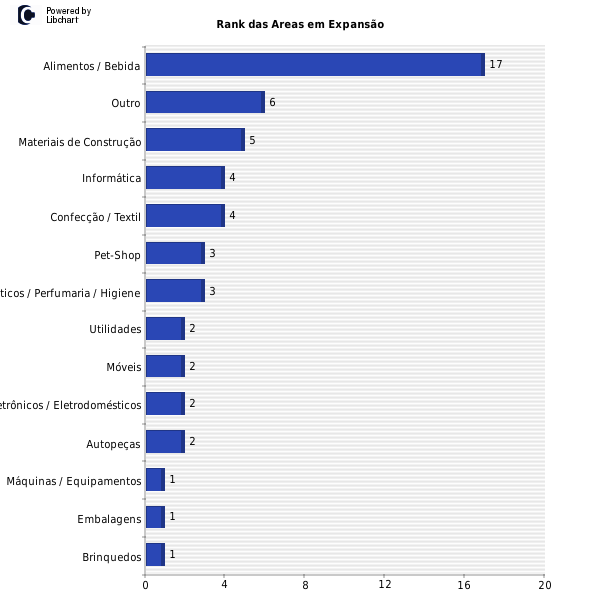 Powered by
Libchart
Rank das Areas em Expansão
Alimentos / Bebida 17
Outro 6
Materiais de Construção 5
Informática 4
Confecção / Textil 4
Pet-Shop 3
ticos / Perfumaria / Higiene 3
Utilidades 2
Móveis 2
etrônicos / Eletrodomésticos 2
Autopeças 2
Máquinas / Equipamentos 1
Embalagens 1
Brinquedos 1
0 4 8 12 16 20